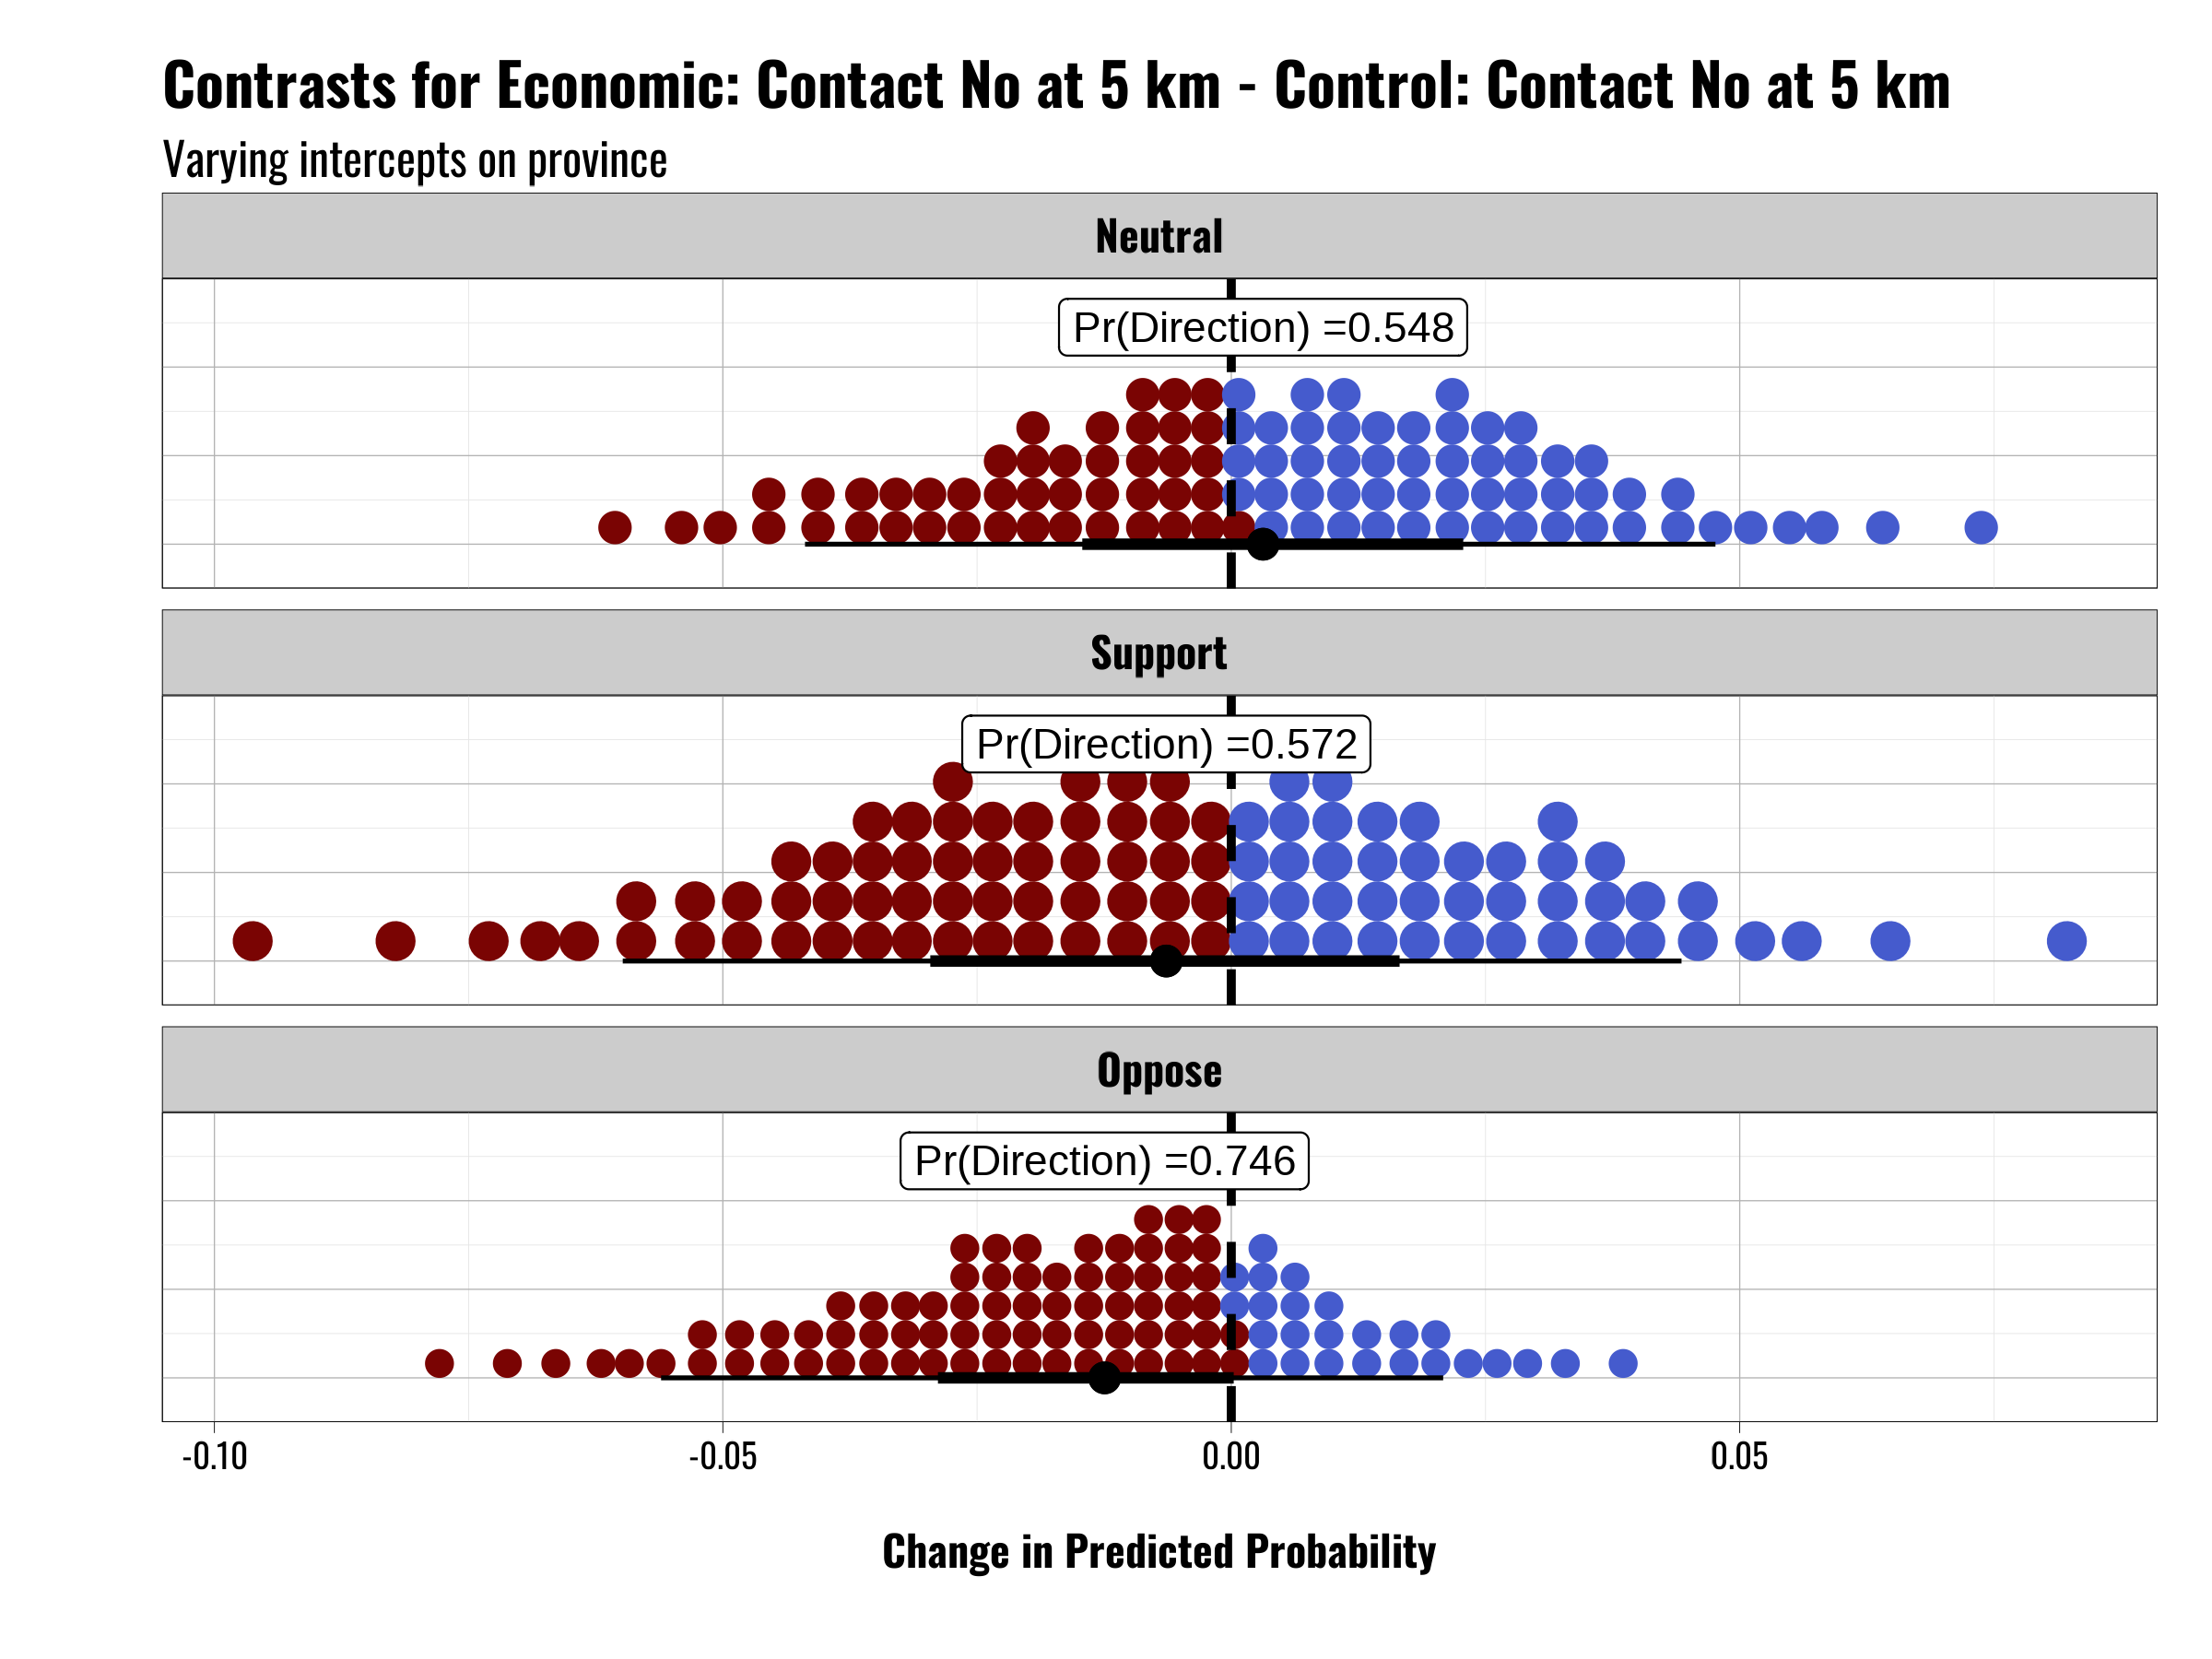 Contrasts for Economic: Contact No at 5 km - Control: Contact No at 5 km
Varying intercepts on province
Neutral
Pr(Direction) =0.548
Support
Pr(Direction) =0.572
Oppose
Pr(Direction) =0.746
-0.10 -0.05 0.00 0.05
Change in Predicted Probability